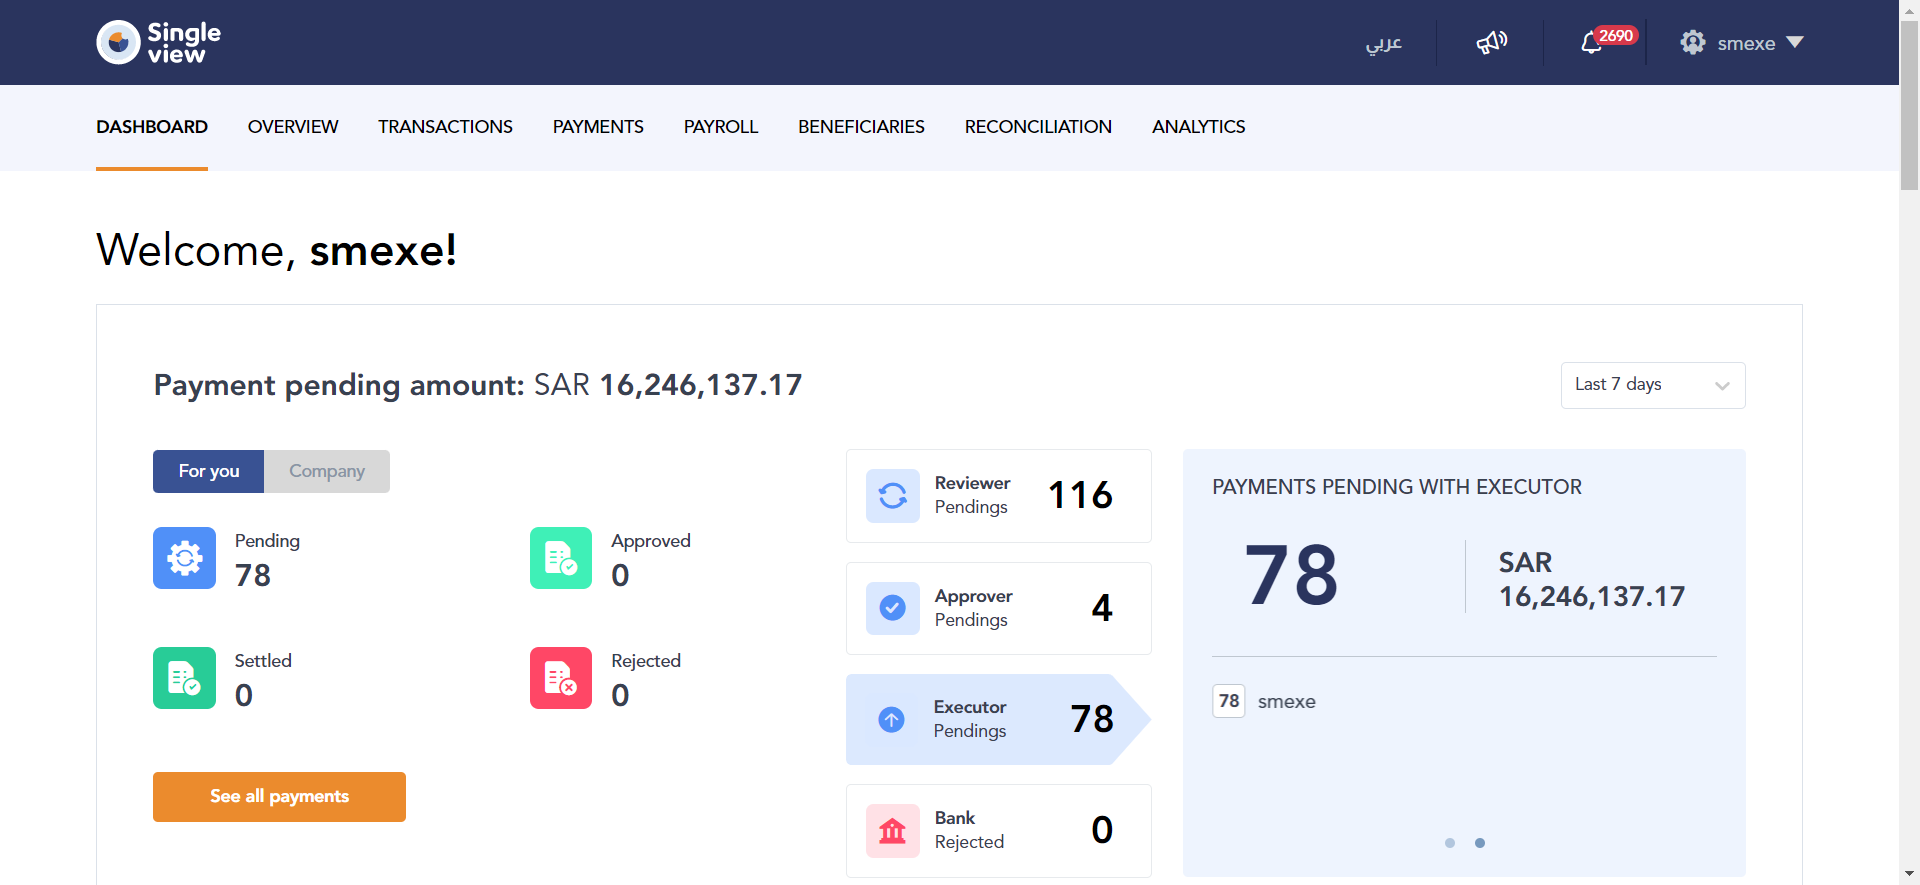 Single
view
عربي
2690
smexe
DASHBOARD
OVERVIEW
TRANSACTIONS
PAYMENTS
PAYROLL
BENEFICIARIES
RECONCILIATION
ANALYTICS
Welcome, smexe!
Payment pending amount: SAR 16,246,137.17
Last 7 days
For you
Company
Pending
78
Approved
0
Settled
0
Rejected
0
See all payments
Reviewer
Pendings
116
Approver
Pendings
4
Executor
Pendings
78
Bank
Rejected
0
PAYMENTS PENDING WITH EXECUTOR
78
SAR
16,246,137.17
78 smexe